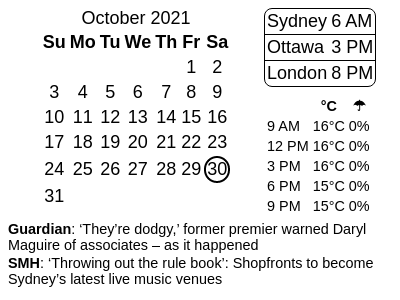 October 2021
Su Mo Tu We Th Fr Sa
1 2
3 4 5 6 7 8 9
10 11 12 13 14 15 16
17 18 19 20 21 22 23
24 25 26 27 28 29 30
31
Sydney 6 AM
Ottawa 3 PM
London 8 PM
°C ☂
9 AM 16°C 0%
12 PM 16°C 0%
3 PM 16°C 0%
6 PM 15°C 0%
9 PM 15°C 0%
Guardian: ‘They’re dodgy,’ former premier warned Daryl
Maguire of associates – as it happened
SMH: ‘Throwing out the rule book’: Shopfronts to become
Sydney’s latest live music venues